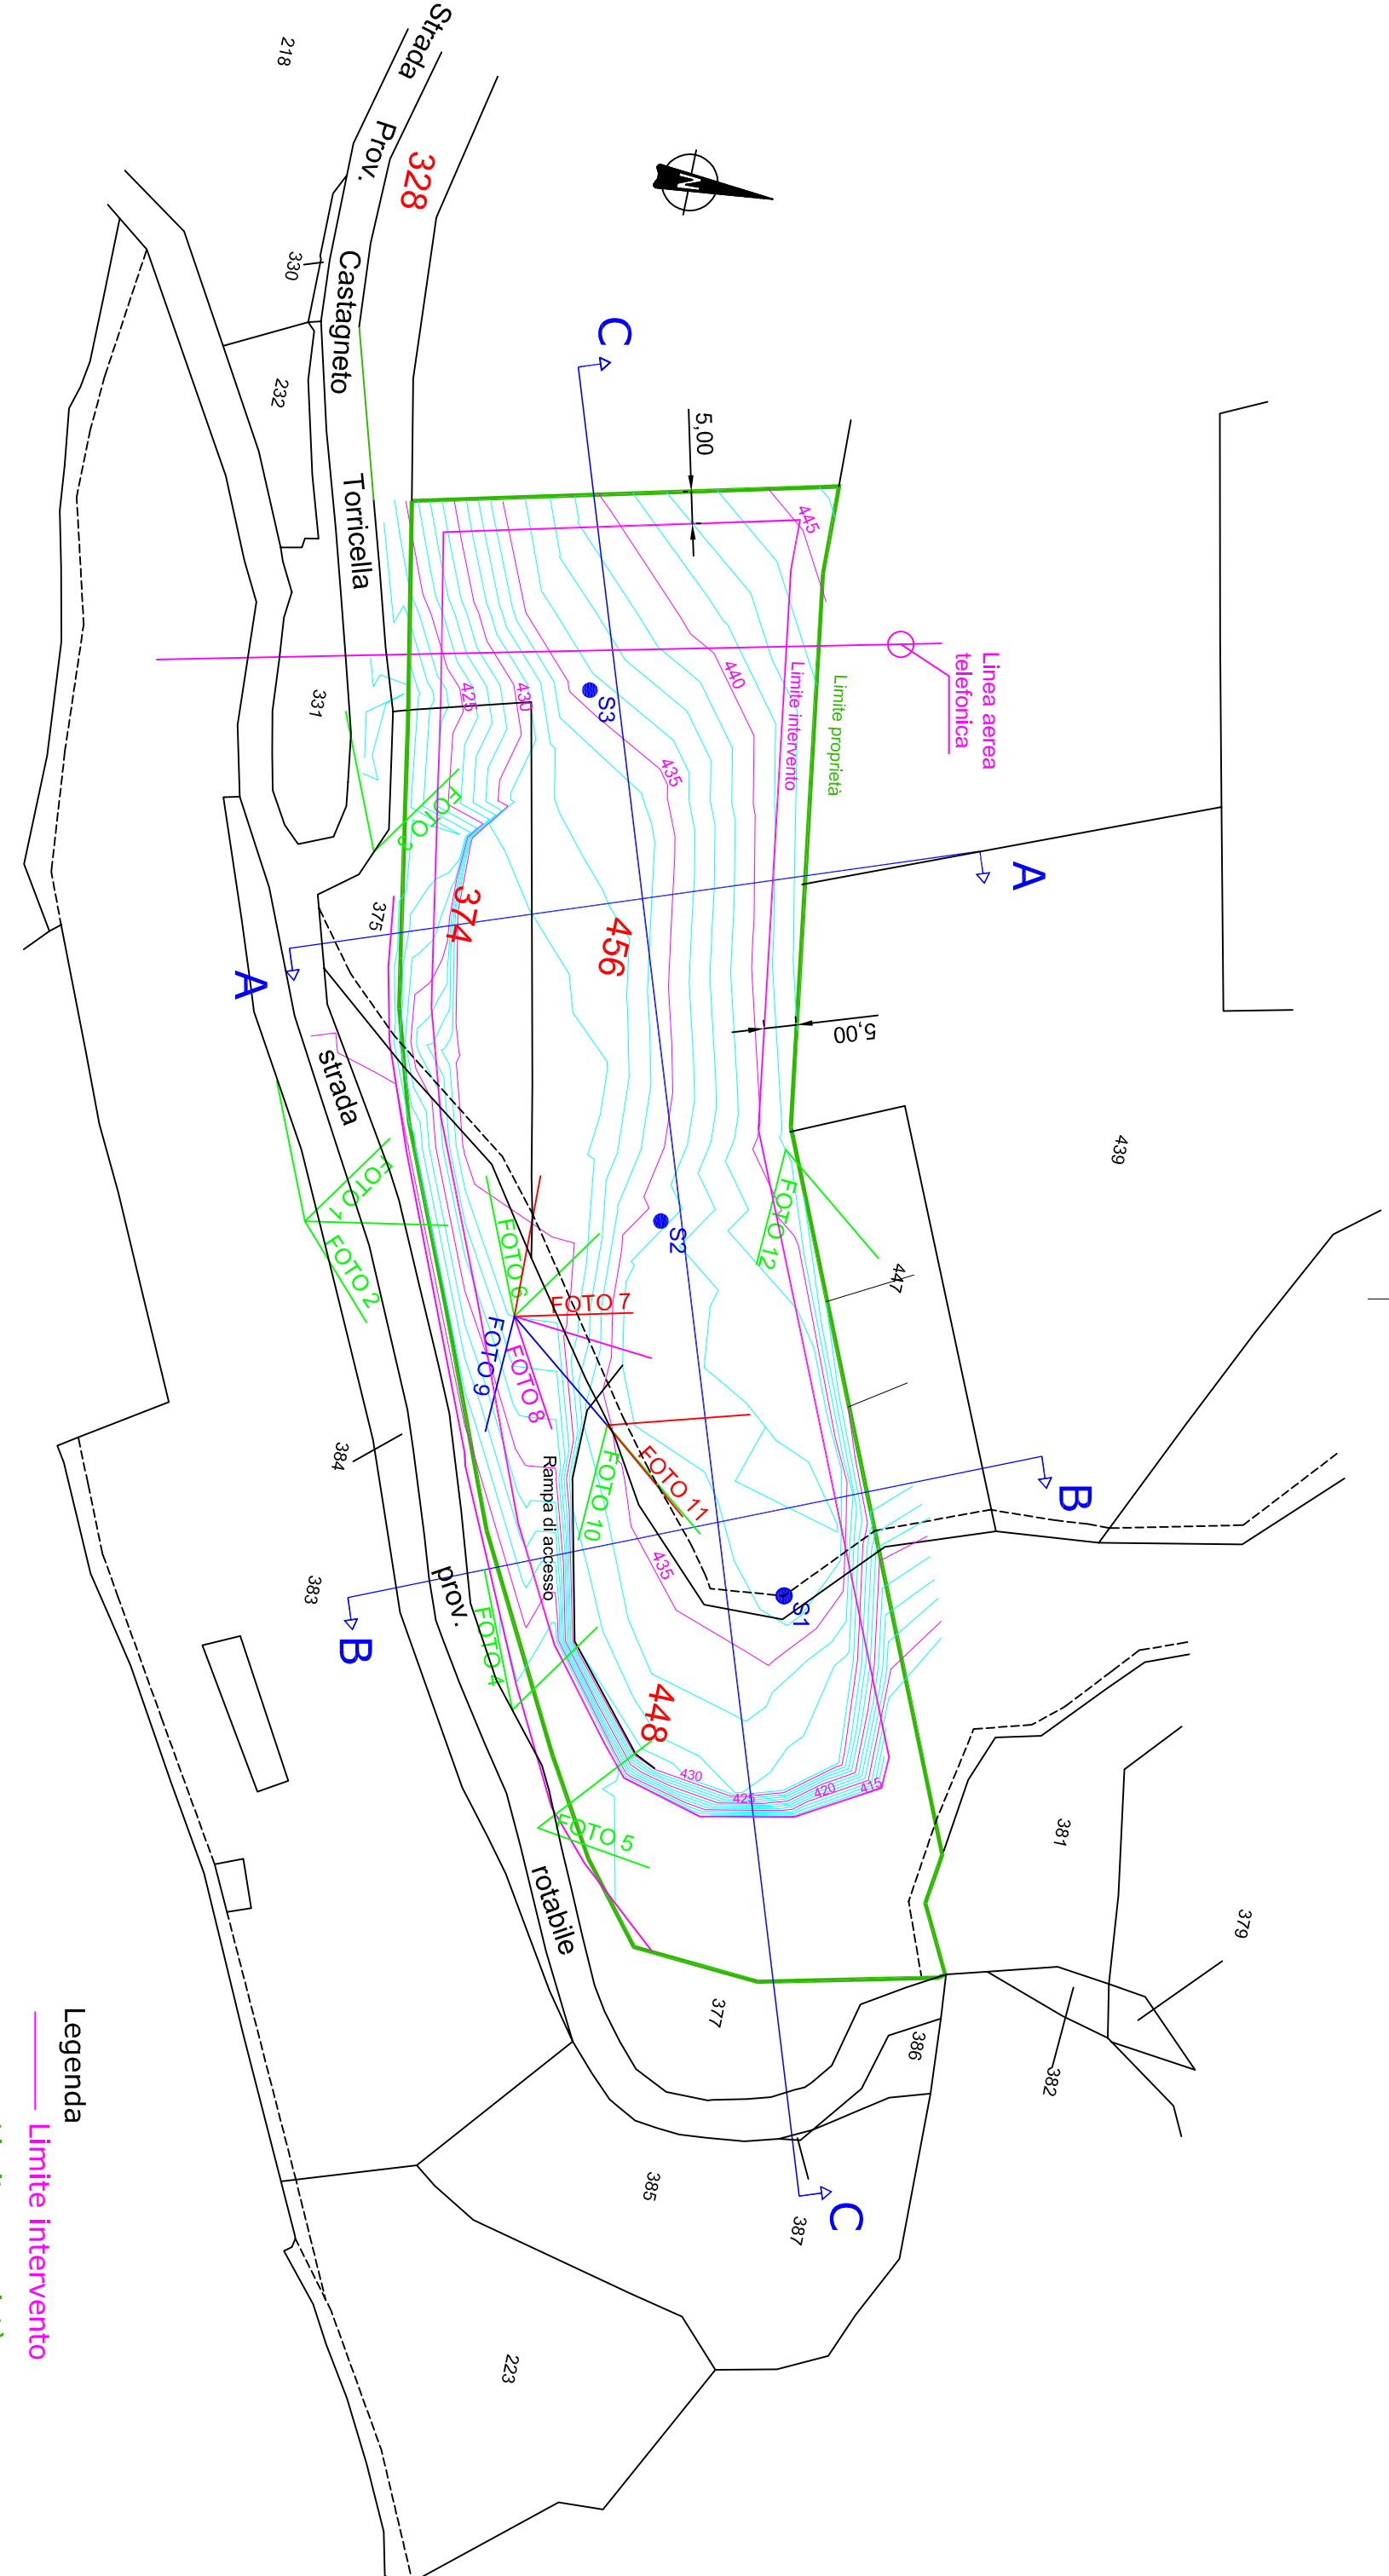 Strada
Prov.
Castagneto
Torricella
218
328
330
232
331
N
C
5,00
445
Linea aerea
telefonica
440
Limite intervento
Limite proprietà
425
430
S3
435
FOTO 3
374
456
375
A
A
5,00
439
strada
FOTO 1
FOTO 2
FOTO 12
S2
447
FOTO 6
FOTO 7
FOTO 8
FOTO 9
FOTO 10
FOTO 11
Rampa di accesso
384
383
B
B
435
S1
prov.
FOTO 4
448
430
425
420
415
FOTO 5
rotabile
381
379
377
386
382
385
387
C
223
Legenda
Limite intervento